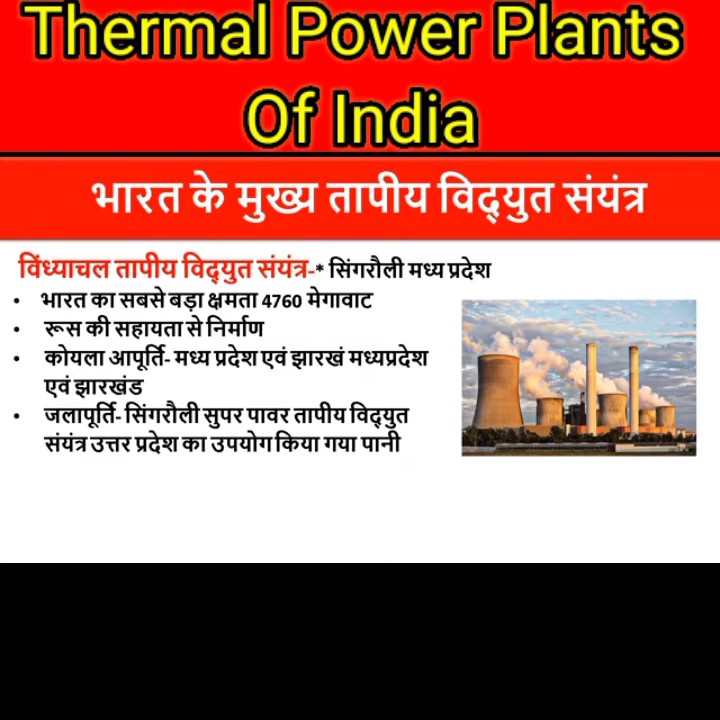 Thermal Power Plants
Of India
भारत के मुख्य तापीय विद्युत संयंत्र
विंध्याचल तापीय विद्युत संयंत्र-* सिंगरौली मध्य प्रदेश
• भारत का सबसे बड़ा क्षमता 4760 मेगावाट
• रूस की सहायता से निर्माण
• कोयला आपूर्ति- मध्य प्रदेश एवं झारखं मध्यप्रदेश
एवं झारखंड
• जलापूर्ति- सिंगरौली सुपर पावर तापीय विद्युत
संयंत्र उत्तर प्रदेश का उपयोग किया गया पानी